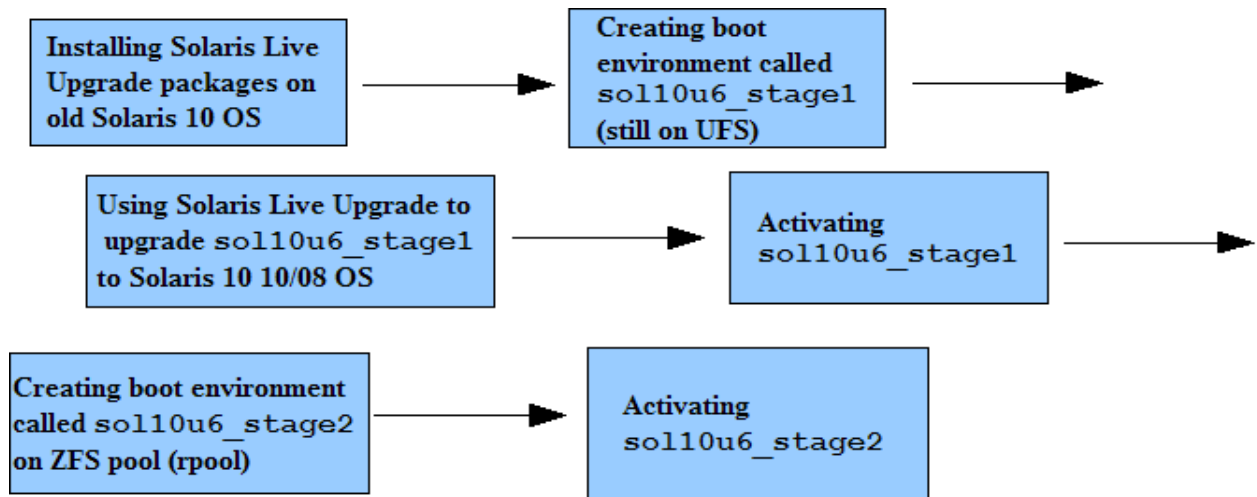 Installing Solaris Live
Upgrade packages on
old Solaris 10 OS
Creating boot
environment called
sol10u6_stage1
(still on UFS)
Using Solaris Live Upgrade to
upgrade sol10u6_stage1
to Solaris 10 10/08 OS
Activating
sol10u6_stage1
Creating boot environment
called sol10u6_stage2
on ZFS pool (rpool)
Activating
sol10u6_stage2